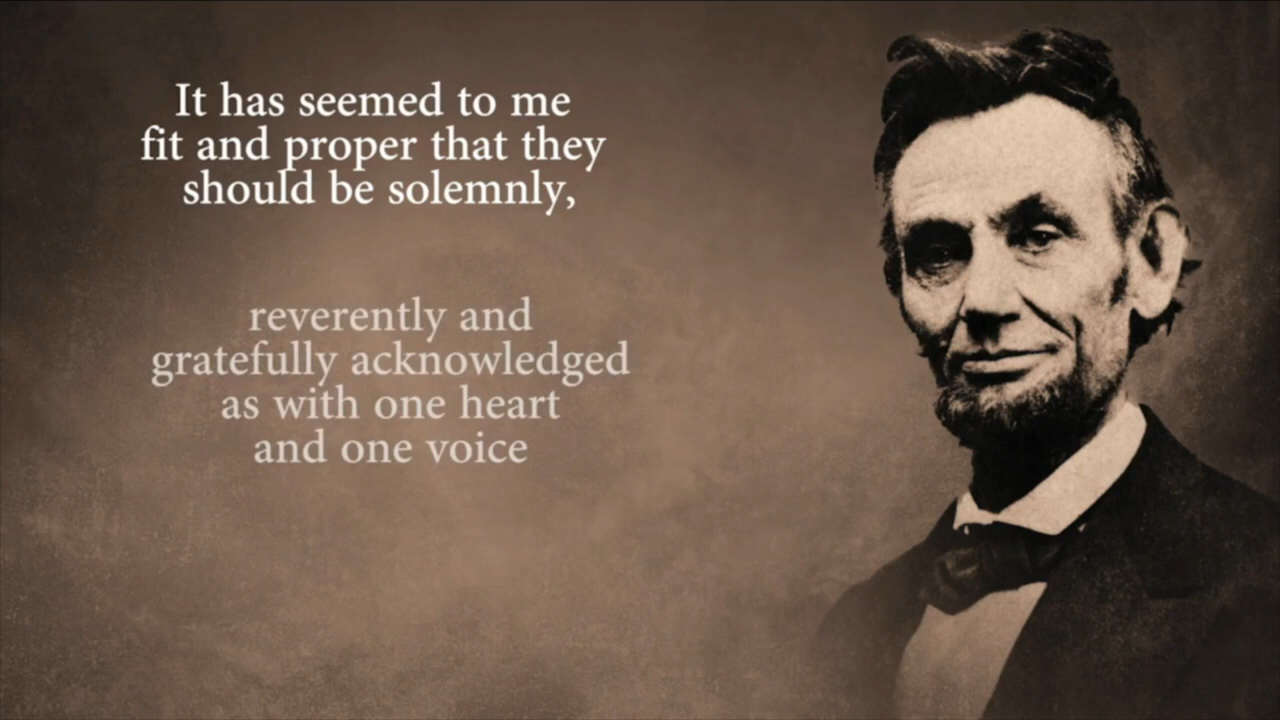 It has seemed to me
fit and proper that they
should be solemnly,
reverently and
gratefully acknowledged
as with one heart
and one voice